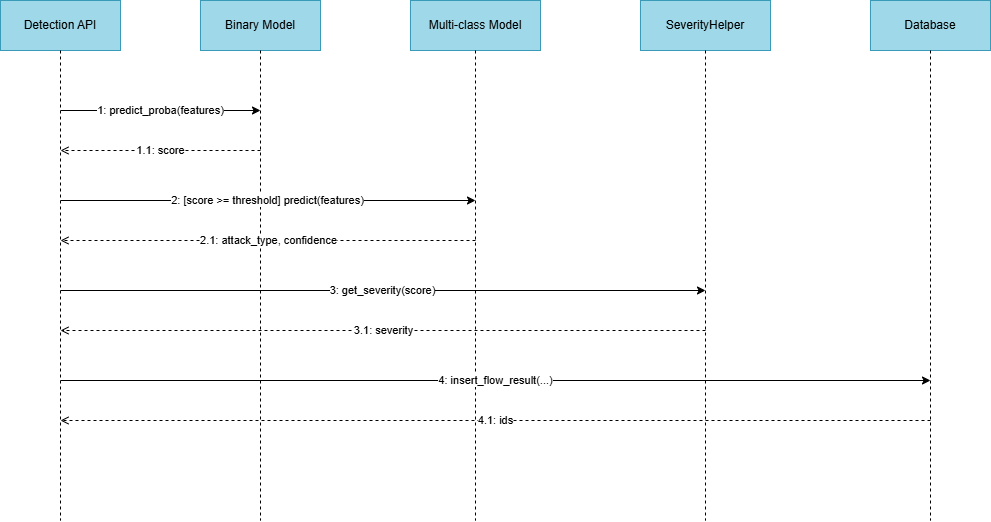 Detection API
Binary Model
Multi-class Model
SeverityHelper
Database
1: predict_proba(features)
1.1: score
2: [score >= threshold] predict(features)
2.1: attack_type, confidence
3: get_severity(score)
3.1: severity
4: insert_flow_result(...)
4.1: ids